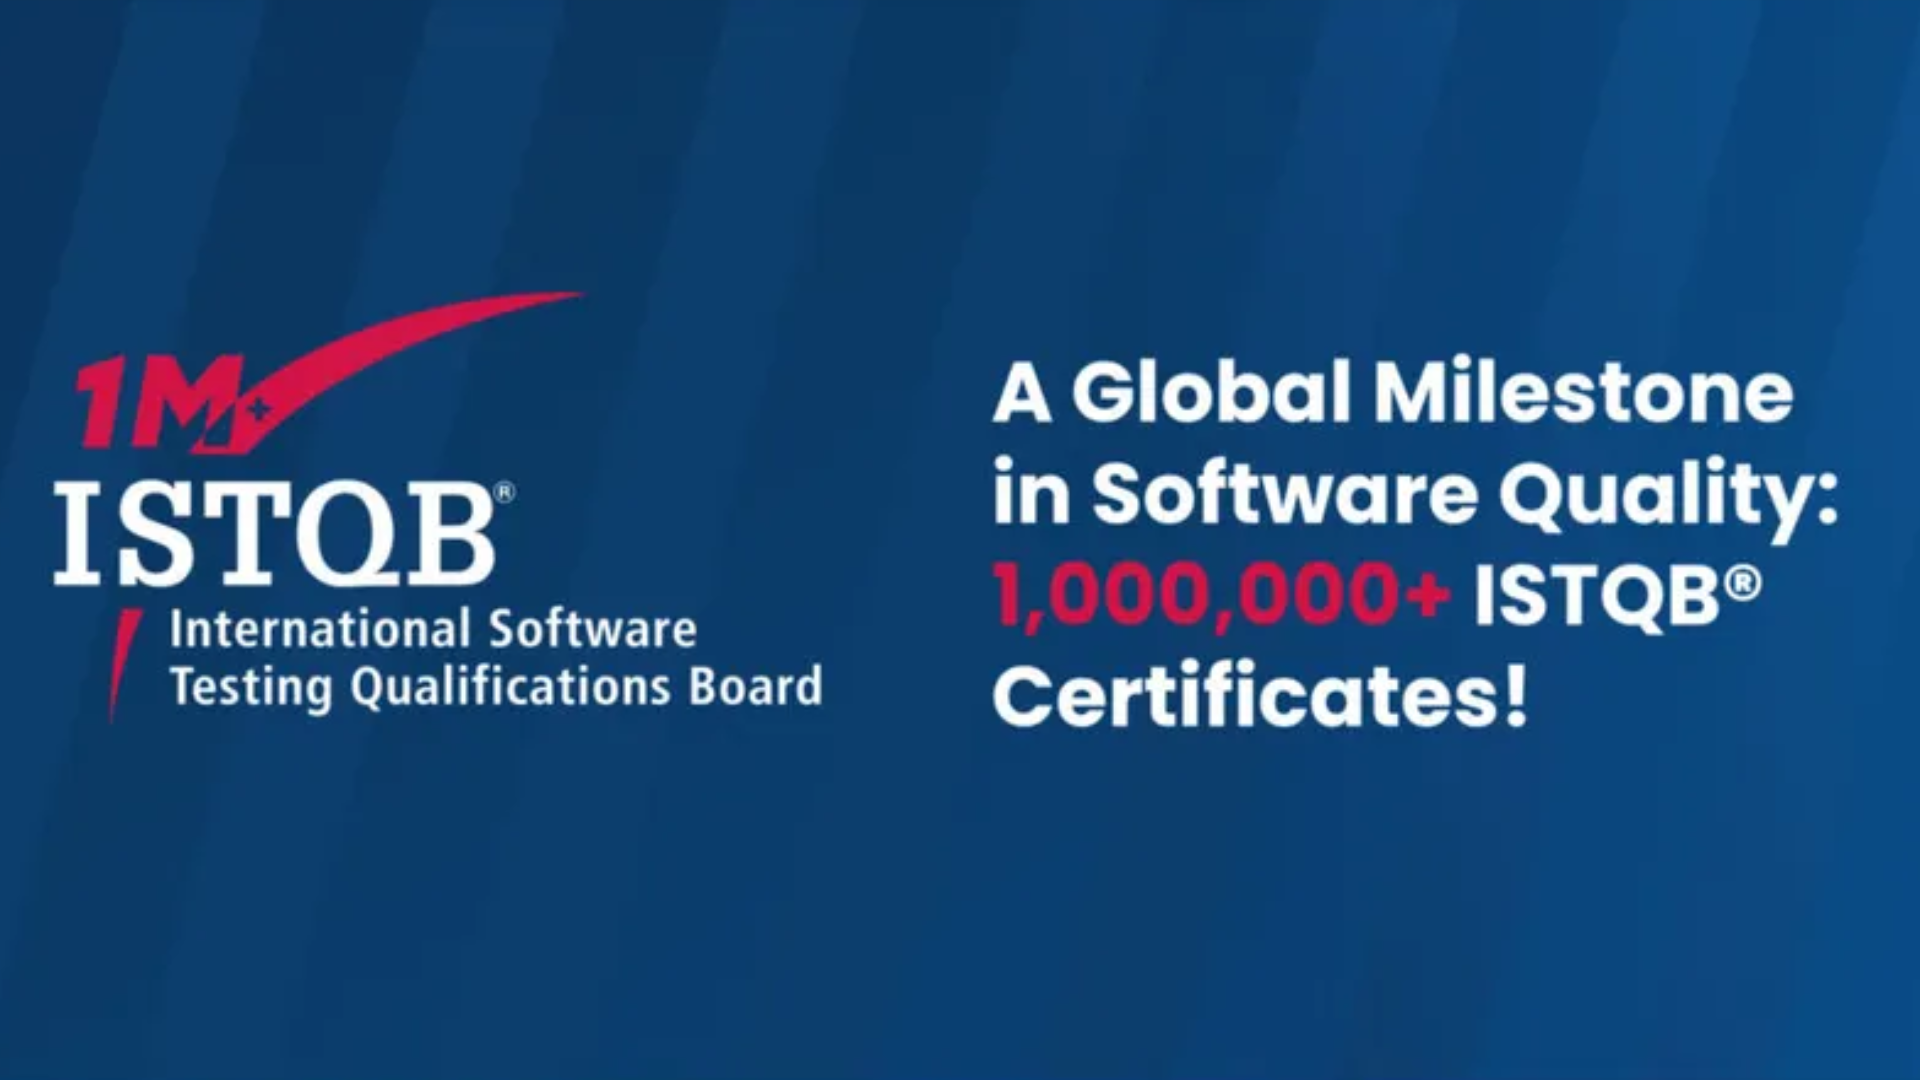 1M+
ISTQB®
International Software
Testing Qualifications Board
A Global Milestone
in Software Quality:
1,000,000+ ISTQB®
Certificates!